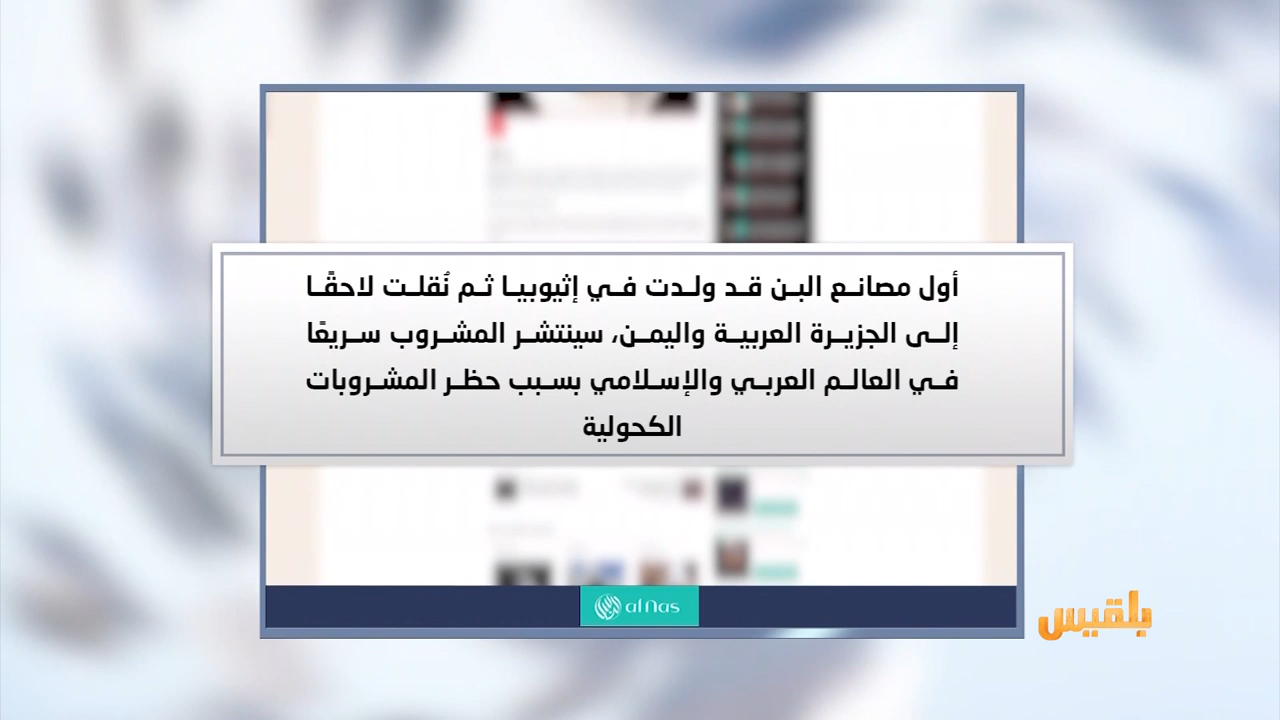 أول مصانع البن قد ولدت في إثيوبيا ثم نُقلت لاحقًا
إلى الجزيرة العربية واليمن، سينتشر المشروب سريعًا
في العالم العربي والإسلامي بسبب حظر المشروبات
الكحولية
al Nas
بلقيس